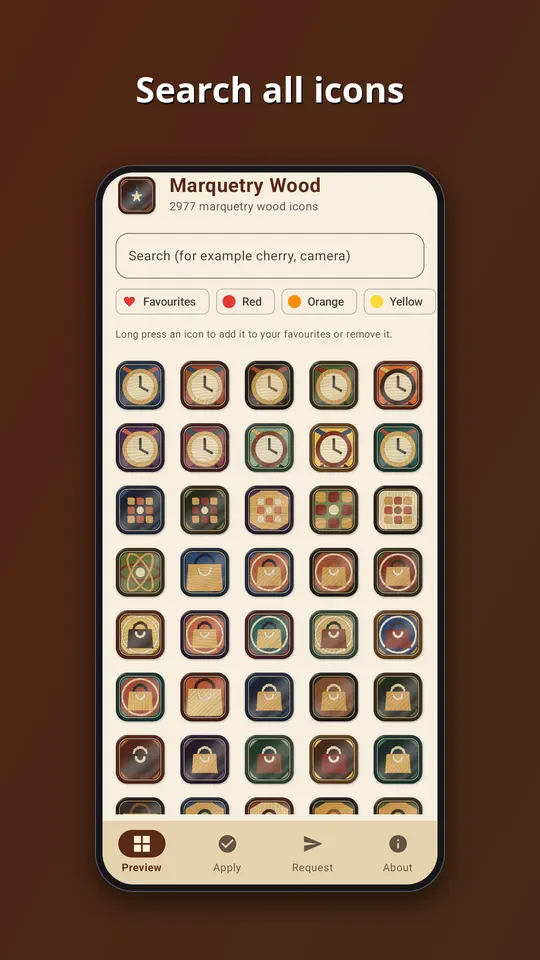 Search all icons
Marquetry Wood
2977 marquetry wood icons
Search (for example cherry, camera)
Favourites Red Orange Yellow
Long press an icon to add it to your favourites or remove it.
Preview Apply Request About